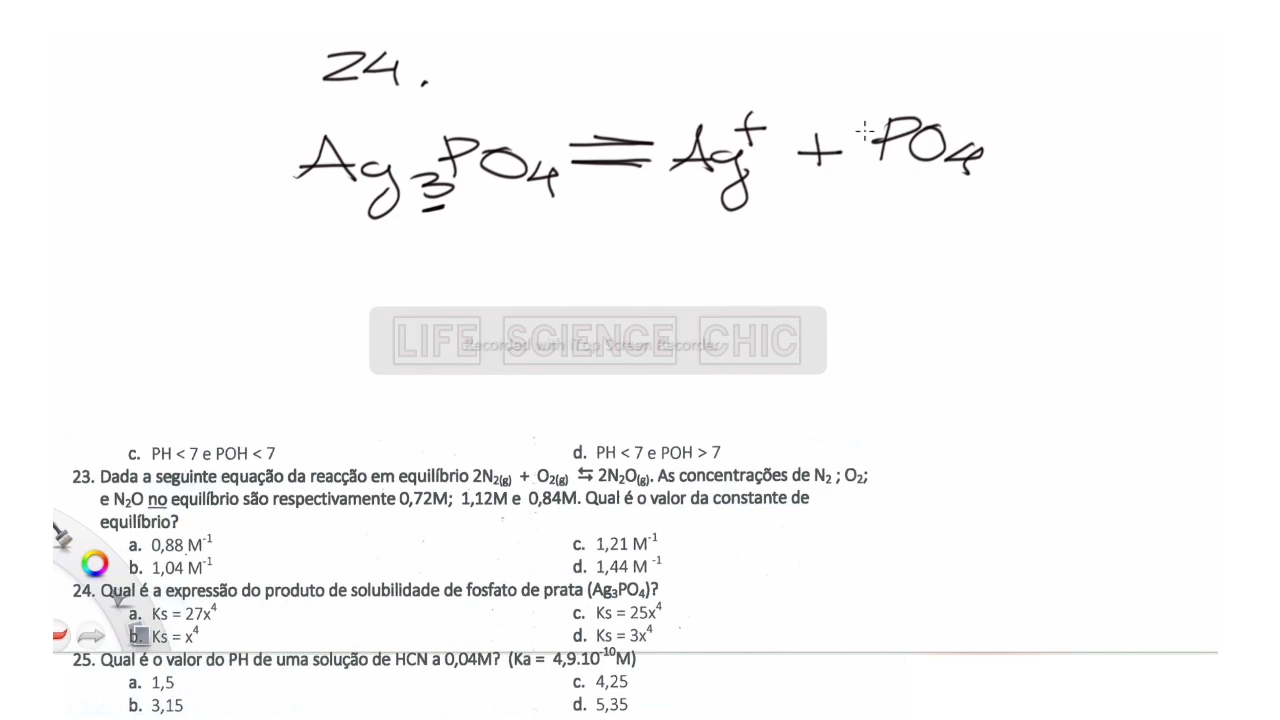 24.
Ag₃PO₄ ⇌ Ag⁺ + PO₄
LIFE SCIENCE CHIC
Recorded with iTop Screen Recorder
c. PH < 7 e POH < 7
d. PH < 7 e POH > 7
23. Dada a seguinte equação da reacção em equilíbrio 2N₂(g) + O₂(g) ⇆ 2N₂O(g). As concentrações de N₂ ; O₂;
e N₂O no equilíbrio são respectivamente 0,72M; 1,12M e 0,84M. Qual é o valor da constante de
equilíbrio?
a. 0,88 M⁻¹
c. 1,21 M⁻¹
b. 1,04 M⁻¹
d. 1,44 M ⁻¹
24. Qual é a expressão do produto de solubilidade de fosfato de prata (Ag₃PO₄)?
a. Ks = 27x⁴
c. Ks = 25x⁴
b. Ks = x⁴
d. Ks = 3x⁴
25. Qual é o valor do PH de uma solução de HCN a 0,04M? (Ka = 4,9.10⁻¹⁰M)
a. 1,5
c. 4,25
b. 3,15
d. 5,35